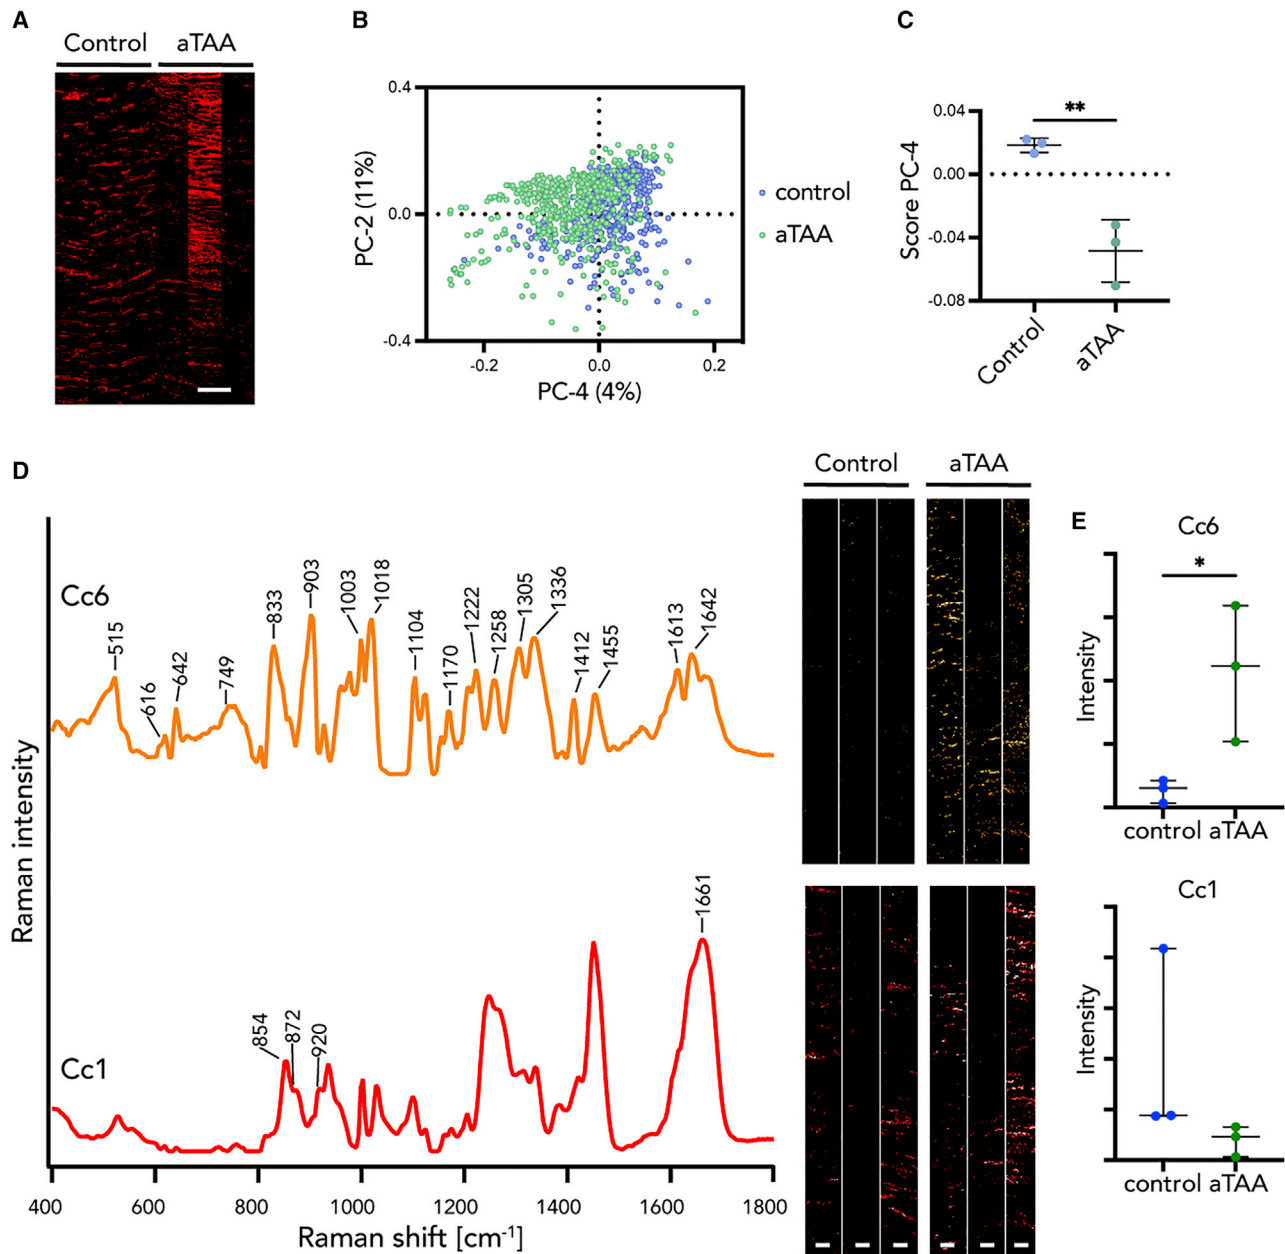 A
Control aTAA
B
0.4
0.0
-0.4
PC-2 (11%)
-0.2 0.0 0.2
PC-4 (4%)
control
aTAA
C
0.04
0.00
-0.04
-0.08
Score PC-4
**
Control
aTAA
D
Raman intensity
Cc6
515
616
642
749
833
903
1003
1018
1104
1170
1222
1258
1305
1336
1412
1455
1613
1642
Cc1
854
872
920
1661
400 600 800 1000 1200 1400 1600 1800
Raman shift [cm-1]
Control aTAA
E
Cc6
*
Intensity
control aTAA
Cc1
Intensity
control aTAA